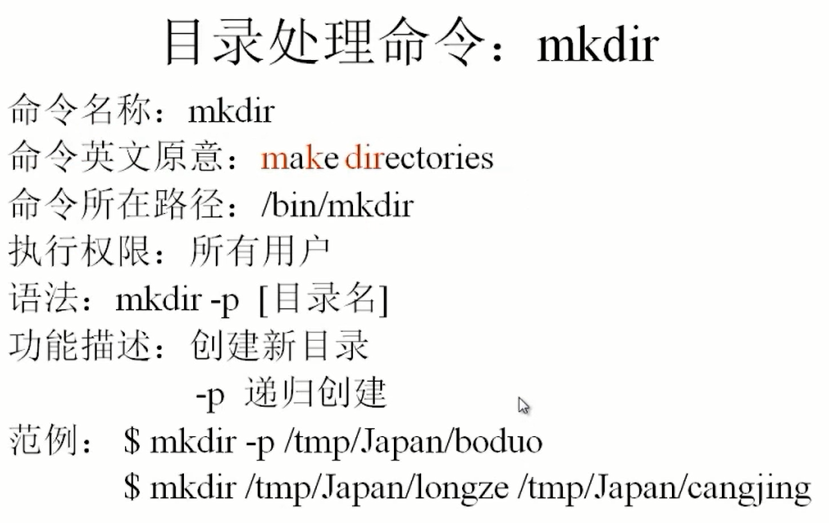 目录处理命令：mkdir
命令名称：mkdir
命令英文原意：make directories
命令所在路径：/bin/mkdir
执行权限：所有用户
语法：mkdir -p [目录名]
功能描述：创建新目录
-p 递归创建
范例： $ mkdir -p /tmp/Japan/boduo
$ mkdir /tmp/Japan/longze /tmp/Japan/cangjing